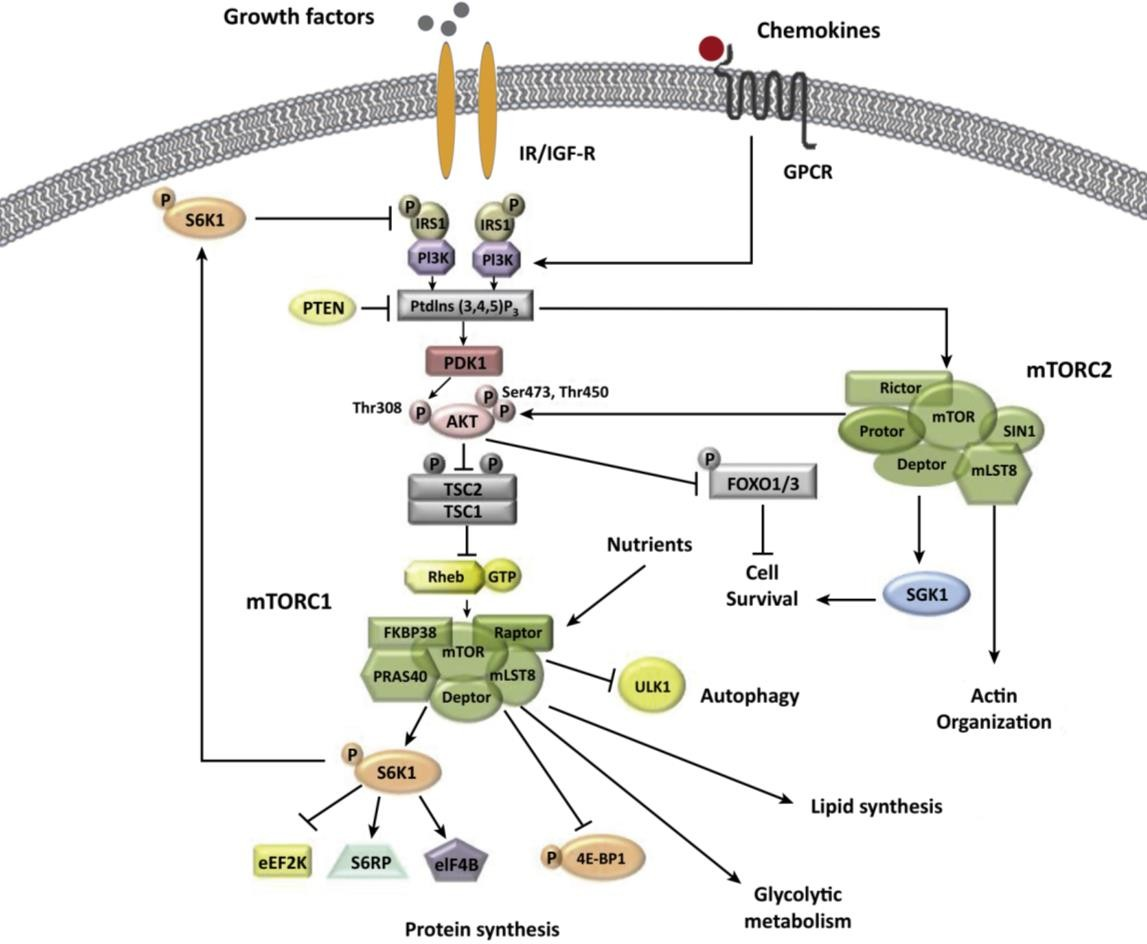 Growth factors
Chemokines
IR/IGF-R
GPCR
P
S6K1
P
IRS1
PI3K
P
IRS1
PI3K
PTEN
PtdIns (3,4,5)P3
PDK1
Thr308
P
AKT
P
P
Ser473, Thr450
mTORC2
Rictor
mTOR
Protor
SIN1
Deptor
mLST8
P
P
TSC2
TSC1
P
FOXO1/3
Nutrients
Cell
Survival
SGK1
Rheb
GTP
mTORC1
FKBP38
Raptor
mTOR
PRAS40
mLST8
Deptor
ULK1
Autophagy
Actin
Organization
P
S6K1
Lipid synthesis
eEF2K
S6RP
eIF4B
P
4E-BP1
Glycolytic
metabolism
Protein synthesis